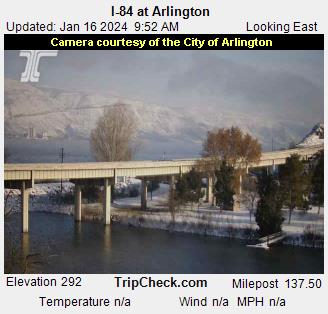 I-84 at Arlington
Updated: Jan 16 2024 9:52 AM Looking East
Camera courtesy of the City of Arlington
Elevation 292 TripCheck.com Milepost 137.50
Temperature n/a Wind n/a MPH n/a